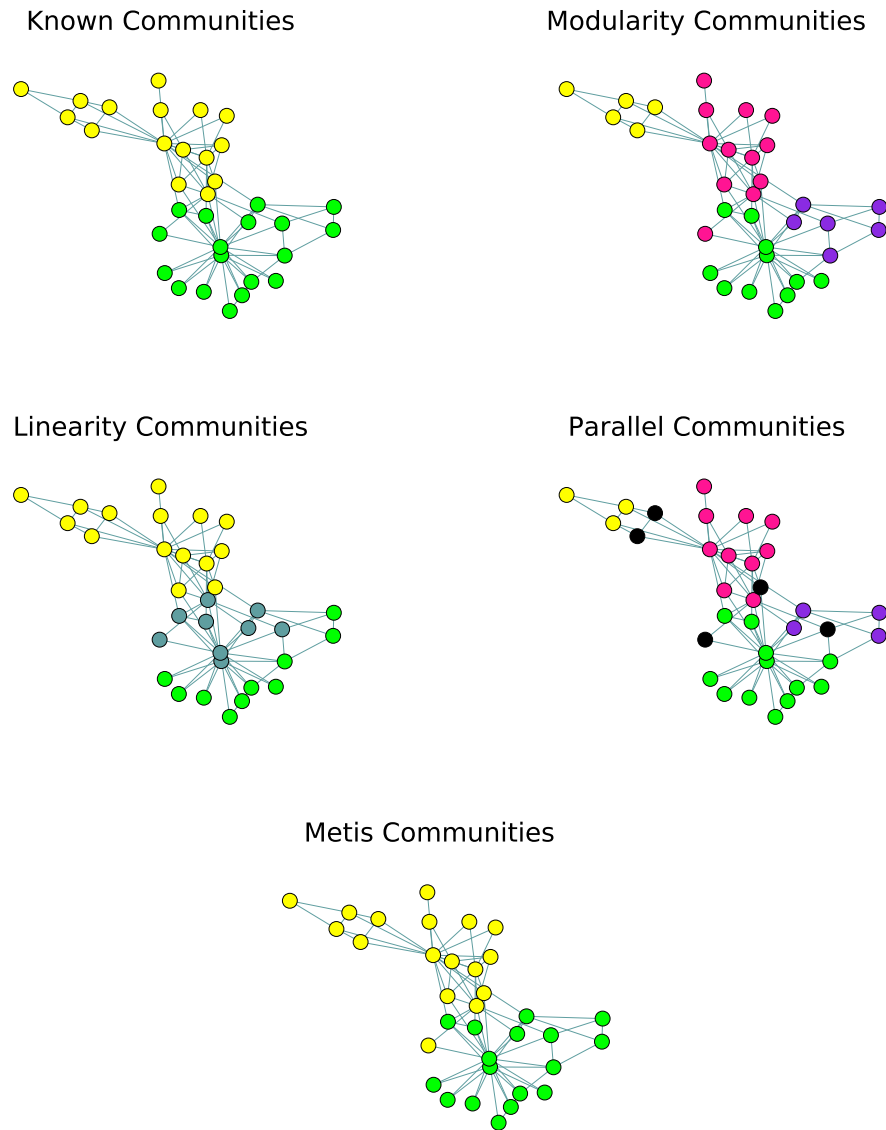 Known Communities
Modularity Communities
Linearity Communities
Parallel Communities
Metis Communities